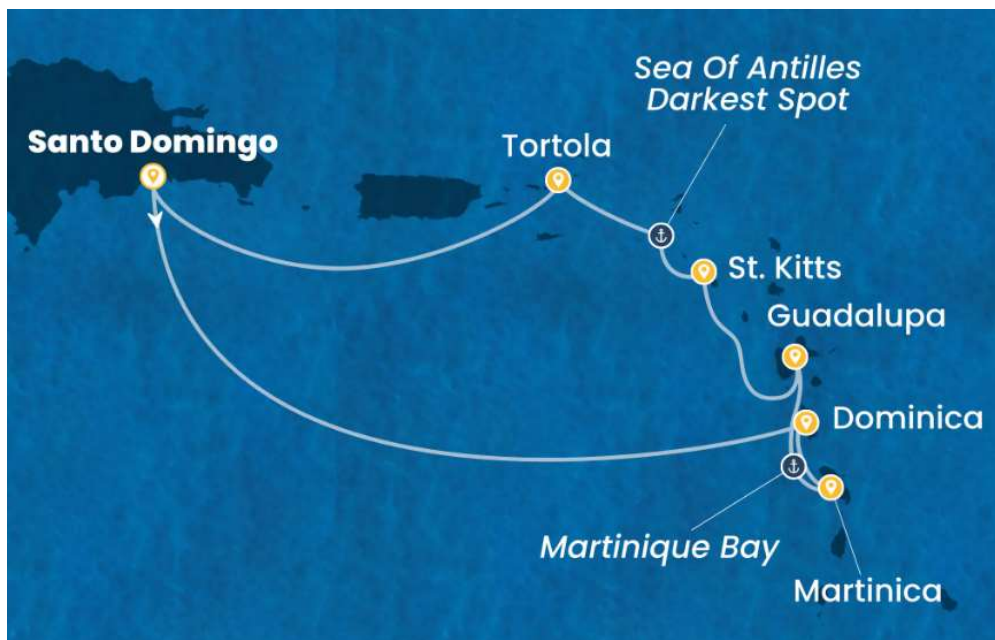 Sea Of Antilles
Darkest Spot
Santo Domingo
Tortola
St. Kitts
Guadalupa
Dominica
Martinique Bay
Martinica